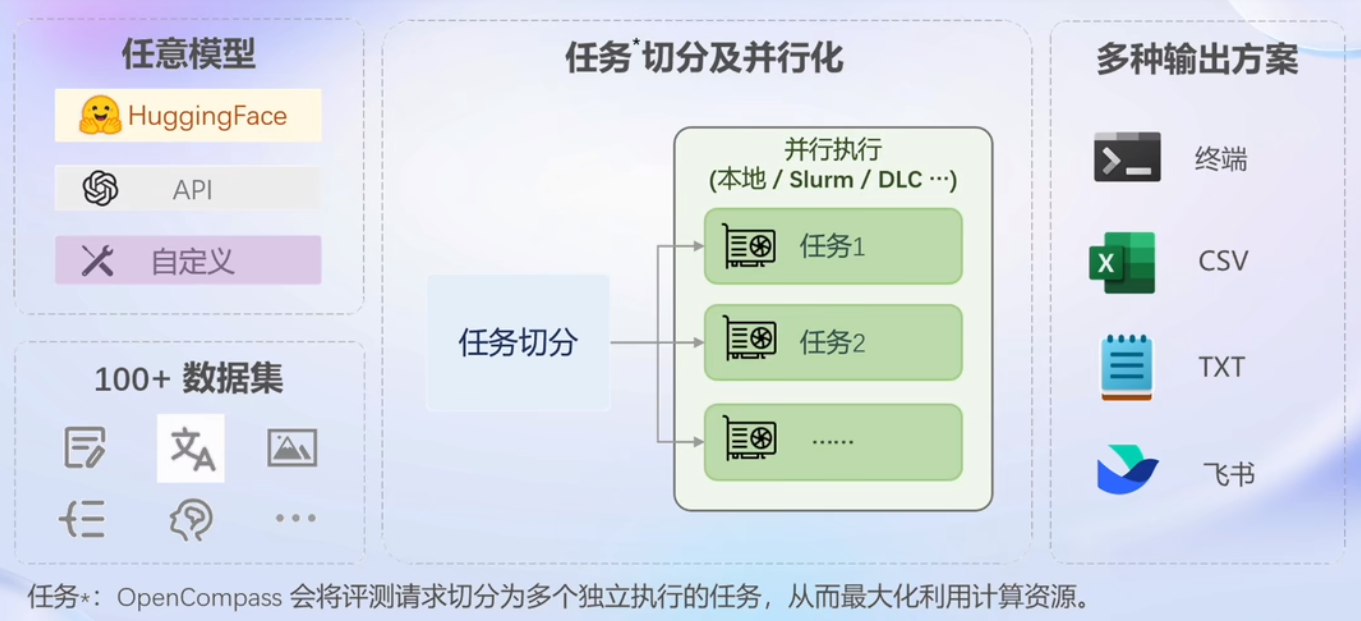 任意模型
HuggingFace
API
自定义
100+ 数据集
任务*切分及并行化
任务切分
并行执行
(本地 / Slurm / DLC ···)
任务1
任务2
······
多种输出方案
终端
X
CSV
TXT
飞书
任务*：OpenCompass 会将评测请求切分为多个独立执行的任务，从而最大化利用计算资源。